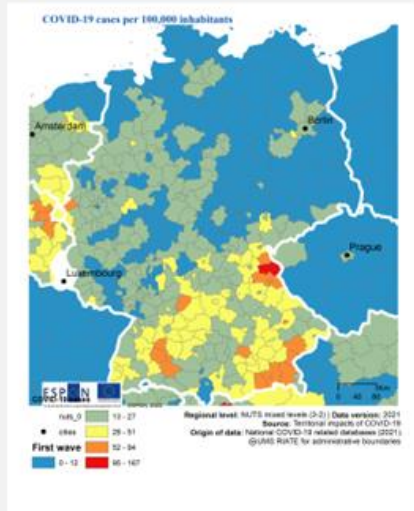 COVID-19 cases per 100,000 inhabitants
Amsterdam
Berlin
Prague
Luxembourg
ESPON
nuts_0
cities
First wave
0 - 12
13 - 27
28 - 51
52 - 94
95 - 167
Regional level: NUTS mixed levels (3-2) | Data version: 2021
Source: Territorial impacts of COVID-19
Origin of data: National COVID-19 related databases (2021)
@UMS RIATE for administrative boundaries